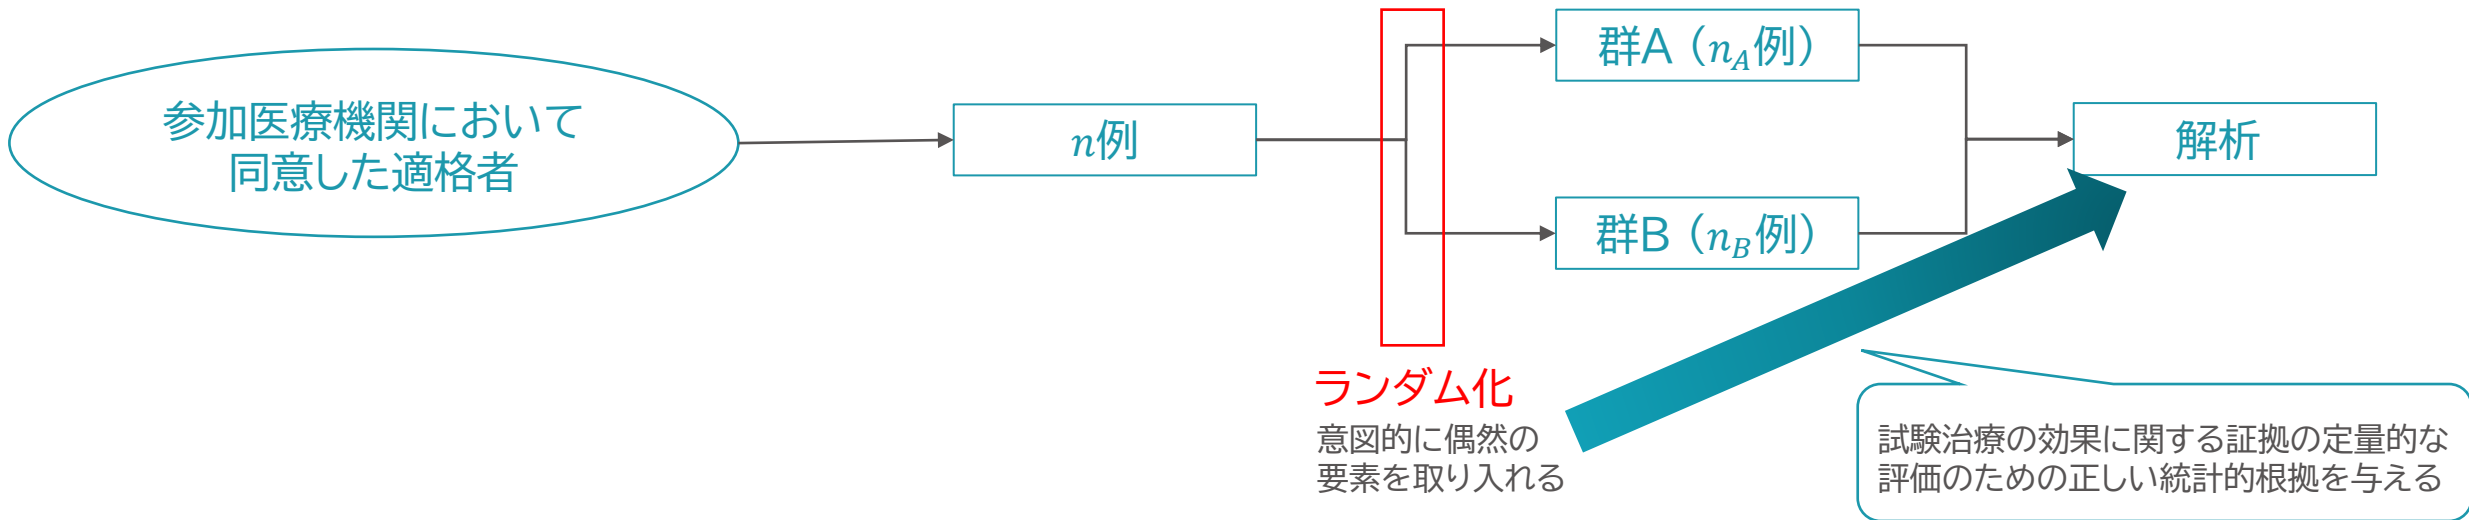 参加医療機関において
同意した適格者
n例
群A（n_A例）
群B（n_B例）
解析
ランダム化
意図的に偶然の
要素を取り入れる
試験治療の効果に関する証拠の定量的な
評価のための正しい統計的根拠を与える